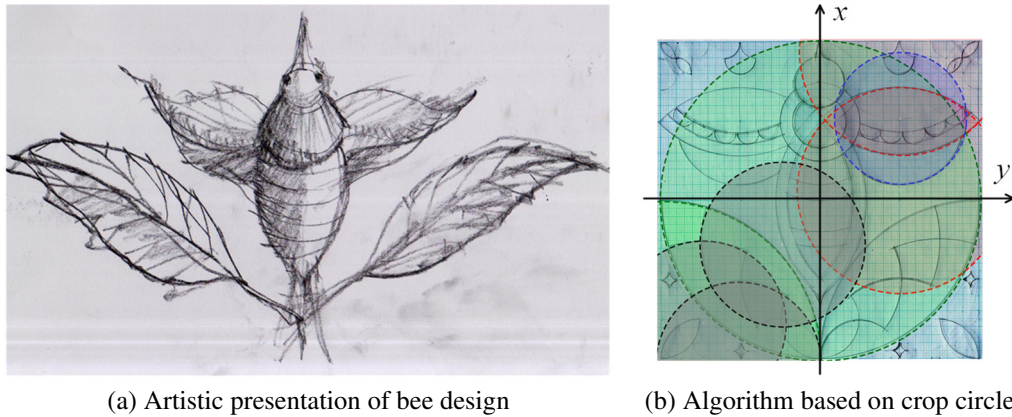 x
y
(a) Artistic presentation of bee design
(b) Algorithm based on crop circle